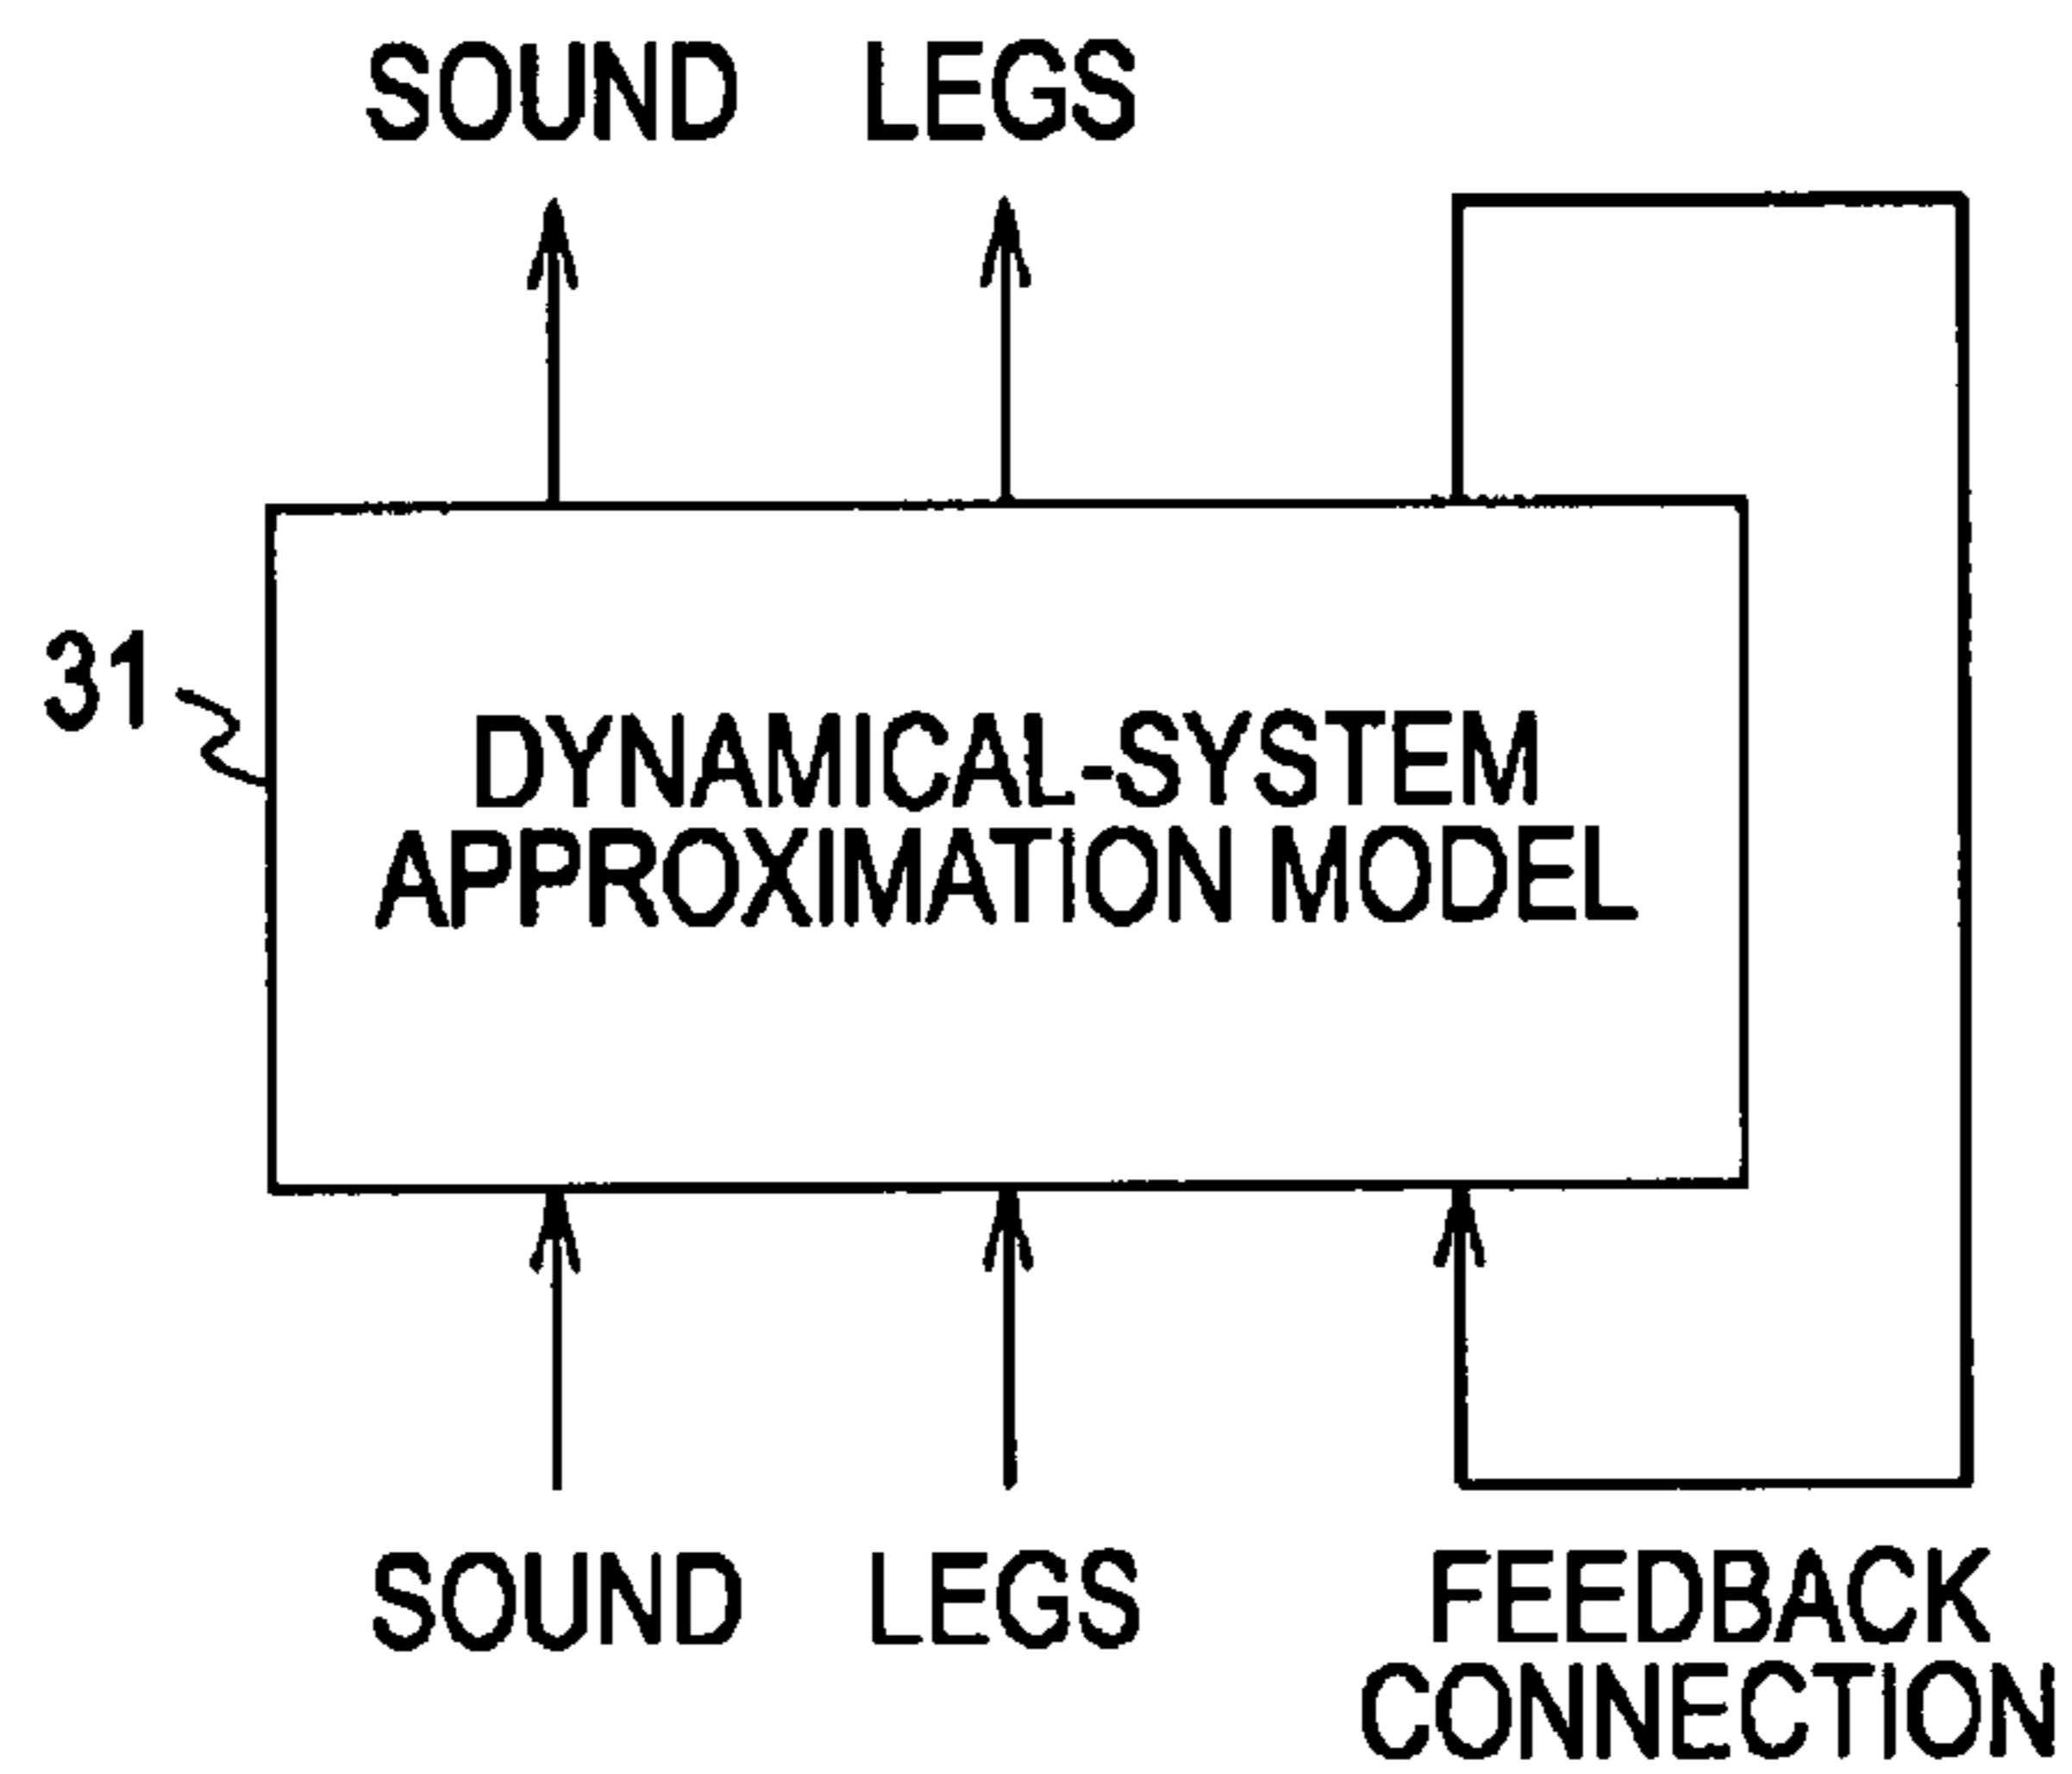 SOUND LEGS
31
DYNAMICAL-SYSTEM
APPROXIMATION MODEL
SOUND LEGS FEEDBACK
CONNECTION